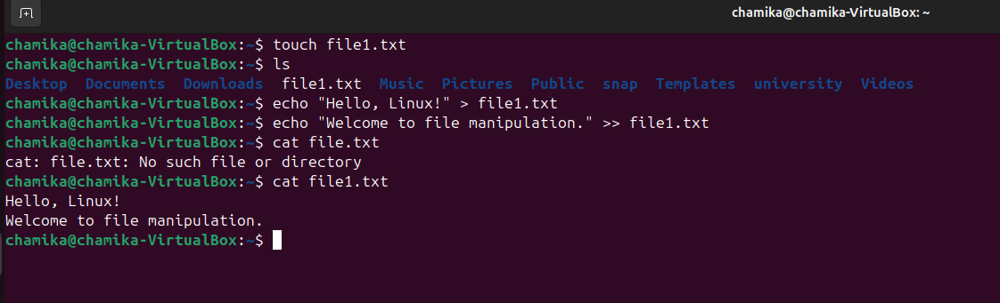 chamika@chamika-VirtualBox: ~
chamika@chamika-VirtualBox:~$ touch file1.txt
chamika@chamika-VirtualBox:~$ ls
Desktop  Documents  Downloads  file1.txt  Music  Pictures  Public  snap  Templates  university  Videos
chamika@chamika-VirtualBox:~$ echo "Hello, Linux!" > file1.txt
chamika@chamika-VirtualBox:~$ echo "Welcome to file manipulation." >> file1.txt
chamika@chamika-VirtualBox:~$ cat file.txt
cat: file.txt: No such file or directory
chamika@chamika-VirtualBox:~$ cat file1.txt
Hello, Linux!
Welcome to file manipulation.
chamika@chamika-VirtualBox:~$